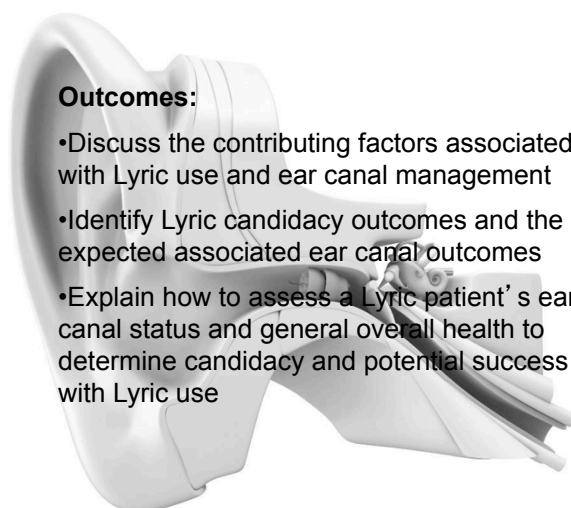 Outcomes:
•Discuss the contributing factors associated
with Lyric use and ear canal management
•Identify Lyric candidacy outcomes and the
expected associated ear canal outcomes
•Explain how to assess a Lyric patient’s ear
canal status and general overall health to
determine candidacy and potential success
with Lyric use